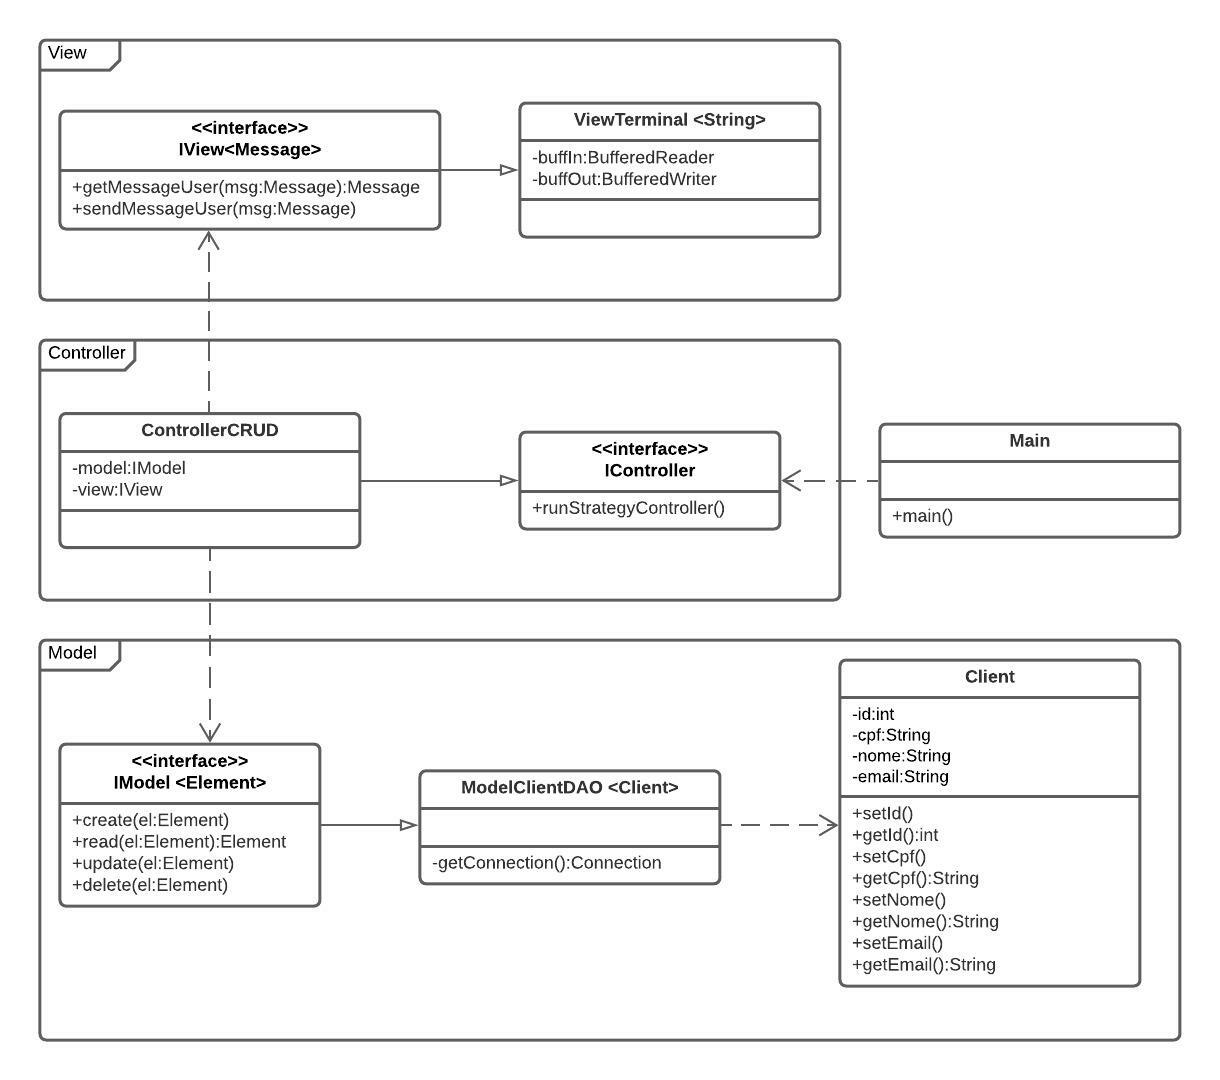 View
<<interface>>
IView<Message>
+getMessageUser(msg:Message):Message
+sendMessageUser(msg:Message)
ViewTerminal <String>
-buffIn:BufferedReader
-buffOut:BufferedWriter
Controller
ControllerCRUD
-model:IModel
-view:IView
<<interface>>
IController
+runStrategyController()
Main
+main()
Model
<<interface>>
IModel <Element>
+create(el:Element)
+read(el:Element):Element
+update(el:Element)
+delete(el:Element)
ModelClientDAO <Client>
-getConnection():Connection
Client
-id:int
-cpf:String
-nome:String
-email:String
+setId()
+getId():int
+setCpf()
+getCpf():String
+setNome()
+getNome():String
+setEmail()
+getEmail():String